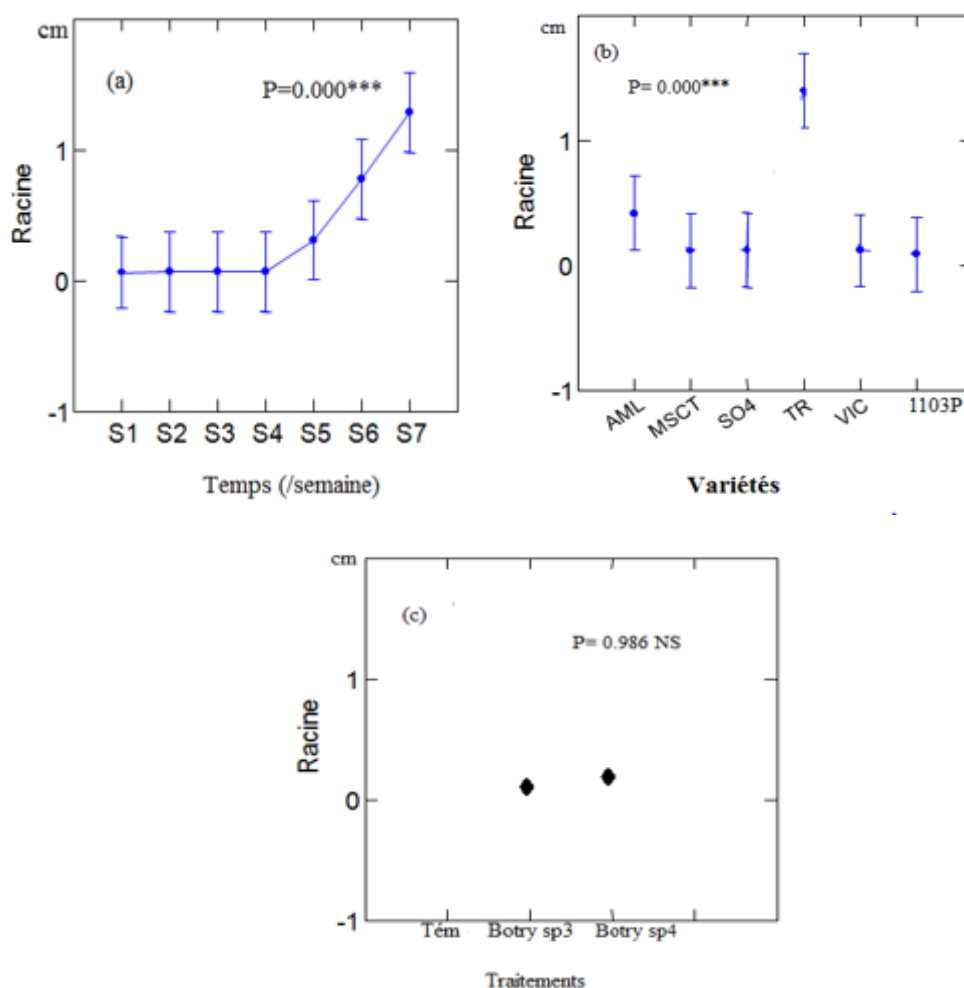 cm
(a)
P=0.000***
1
0
-1
Racine
S1 S2 S3 S4 S5 S6 S7
Temps (/semaine)
cm
(b)
P= 0.000***
1
0
-1
Racine
AML MSCT SO4 TR VIC 1103P
Variétés
cm
(c)
P= 0.986 NS
1
0
-1
Racine
Tém Botry sp3 Botry sp4
Traitements